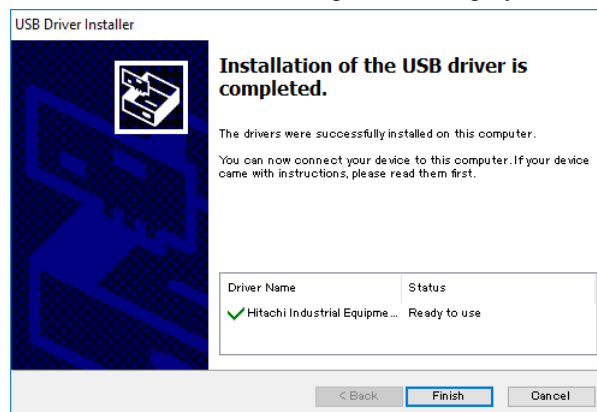 USB Driver Installer
Installation of the USB driver is
completed.
The drivers were successfully installed on this computer.
You can now connect your device to this computer. If your device
came with instructions, please read them first.
Driver Name Status
Hitachi Industrial Equipme... Ready to use
< Back Finish Cancel